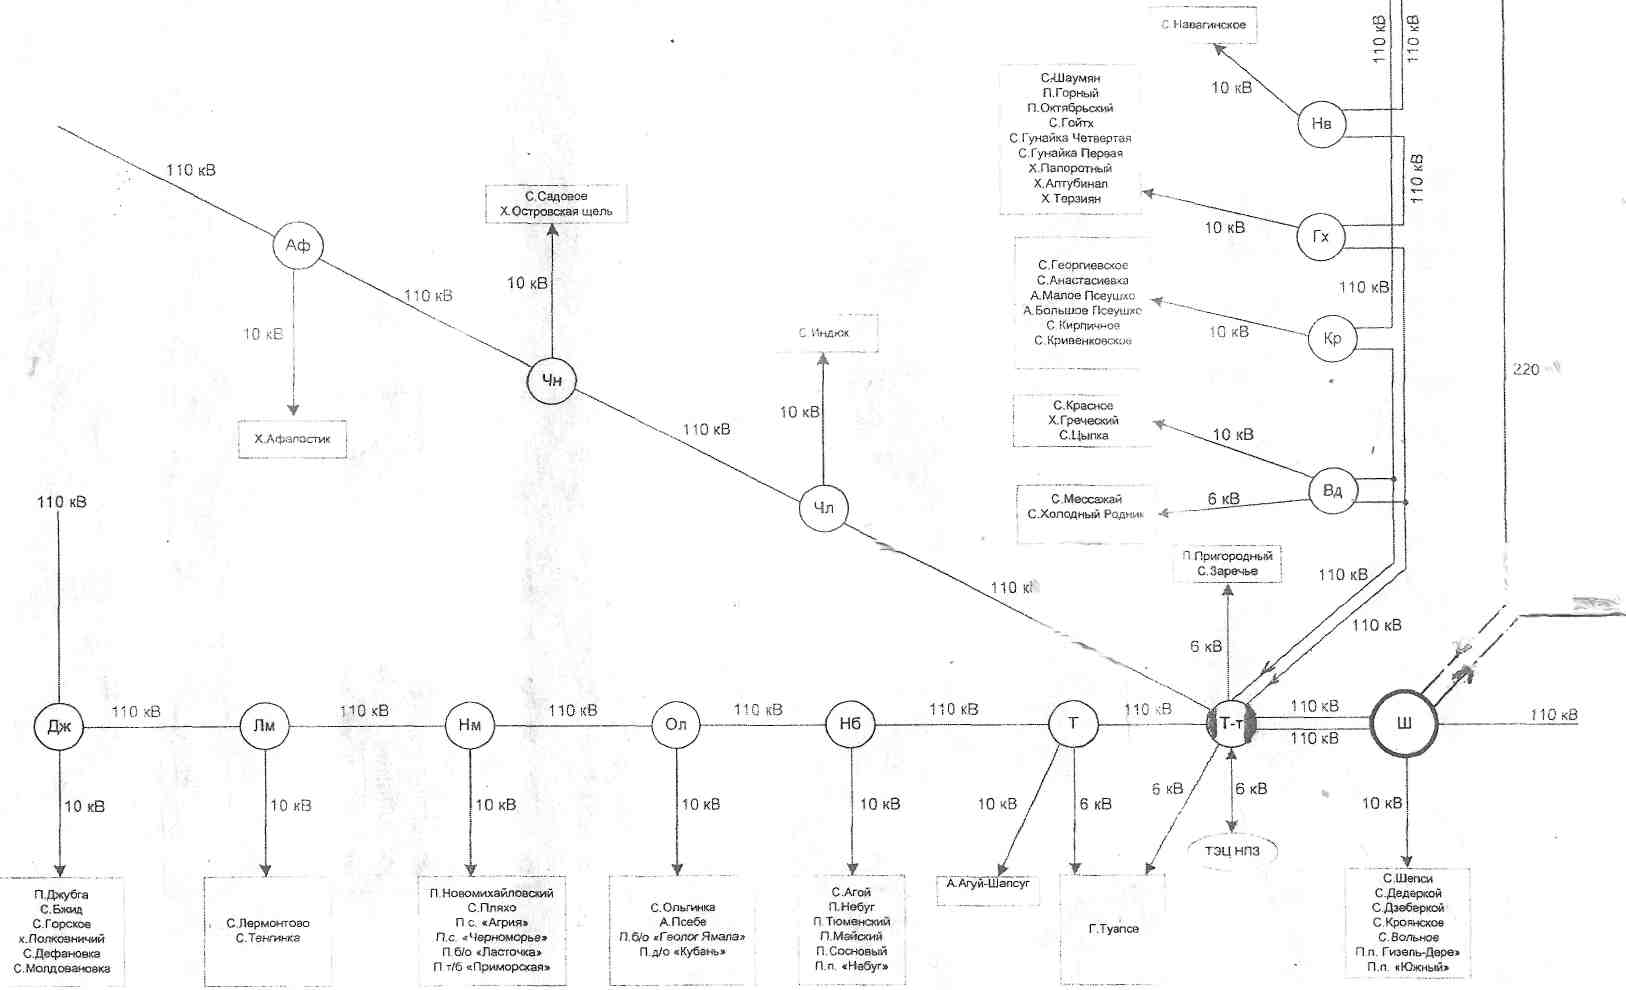 С.Навагинское
110 кВ
110 кВ
10 кВ
Нв
110 кВ
С.Шаумян
П.Горный
П.Октябрьский
С.Гойтх
С.Гунайка Четвертая
С.Гунайка Первая
Х.Папоротный
Х.Алтубинал
Х.Терзиян
10 кВ
Гх
110 кВ
С.Георгиевское
С.Анастасиевка
А.Малое Псеушхо
А.Большое Псеушхо
С.Кирпичное
С.Кривенковское
10 кВ
Кр
220
С.Красное
Х.Греческий
С.Цыпка
10 кВ
Вд
С.Мессажай
С.Холодный Родник
6 кВ
110 кВ
110 кВ
110 кВ
Аф
10 кВ
Х.Афапостик
110 кВ
С.Садовое
Х.Островская щель
10 кВ
Чн
110 кВ
С.Индюк
10 кВ
Чл
110
П.Пригородный
С.Заречье
6 кВ
110 кВ
Дж
110 кВ
Лм
110 кВ
Нм
110 кВ
Ол
110 кВ
Нб
110 кВ
Т
110 кВ
Т-т
110 кВ
110 кВ
Ш
110 кВ
10 кВ
10 кВ
10 кВ
10 кВ
10 кВ
10 кВ
6 кВ
6 кВ
6 кВ
10 кВ
ТЭЦ НПЗ
П.Джубга
С.Бжид
С.Горское
х.Полковничий
С.Дефановка
С.Молдовановка
С.Лермонтово
С.Тенгинка
П.Новомихайловский
С.Пляхо
П с. «Агрия»
П.с. «Черноморье»
П.б/о «Ласточка»
П т/б «Приморская»
С.Ольгинка
А.Псебе
П.б/о «Геолог Ямала»
П.д/о «Кубань»
С.Агой
П.Небуг
П.Тюменский
П.Майский
П.Сосновый
П.п. «Небуг»
А.Агуй-Шапсуг
Г.Туапсе
С.Шепси
С.Дедеркой
С.Дзеберкой
С.Кроянское
С.Вольное
П.п. Гизель-Дере»
П.п. «Южный»